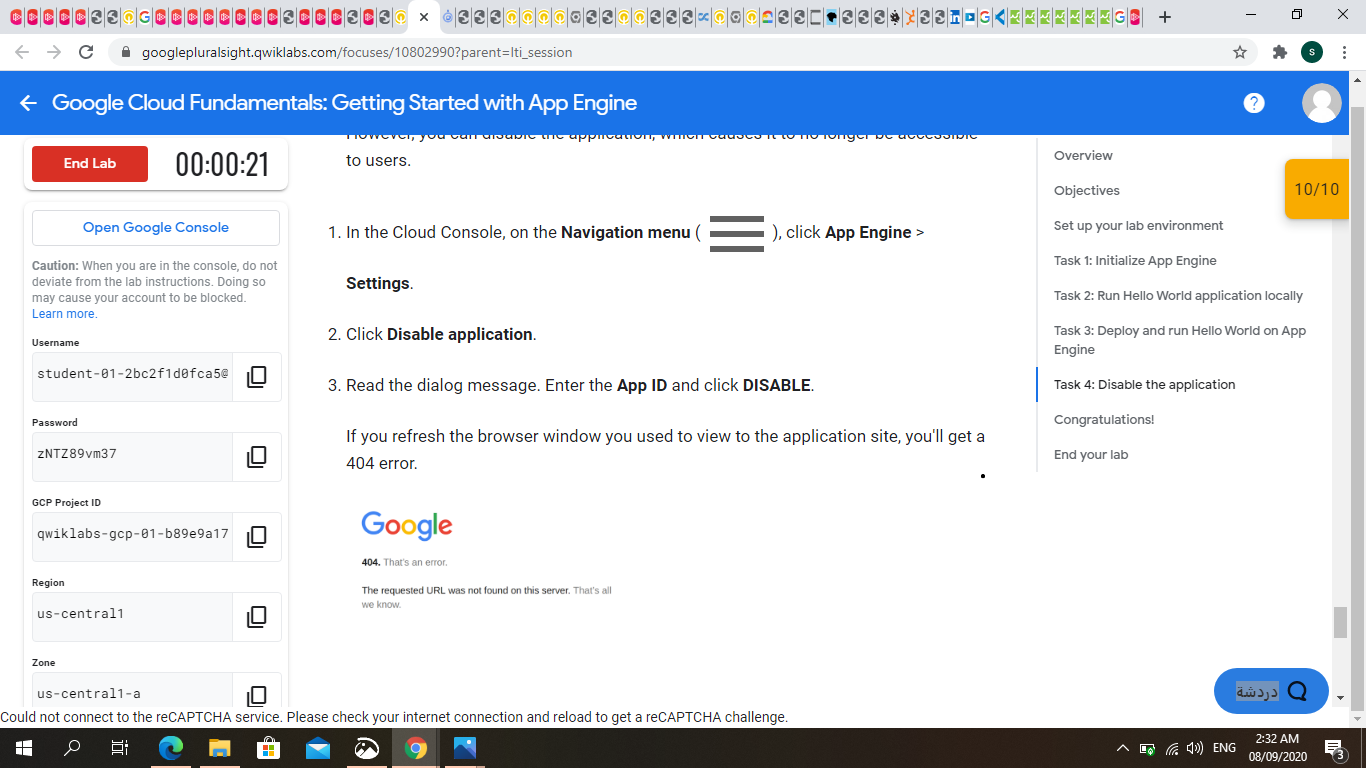 googlepluralsight.qwiklabs.com/focuses/10802990?parent=lti_session
S
Google Cloud Fundamentals: Getting Started with App Engine
?
End Lab
00:00:21
Open Google Console
Caution: When you are in the console, do not
deviate from the lab instructions. Doing so
may cause your account to be blocked.
Learn more.
Username
student-01-2bc2f1d0fca5@
Password
zNTZ89vm37
GCP Project ID
qwiklabs-gcp-01-b89e9a17
Region
us-central1
Zone
us-central1-a
However, you can disable the application, which causes it to no longer be accessible
to users.
1. In the Cloud Console, on the Navigation menu ( ), click App Engine >
Settings.
2. Click Disable application.
3. Read the dialog message. Enter the App ID and click DISABLE.
If you refresh the browser window you used to view to the application site, you'll get a
404 error.
Google
404. That's an error.
The requested URL was not found on this server. That's all
we know.
Overview
Objectives
Set up your lab environment
Task 1: Initialize App Engine
Task 2: Run Hello World application locally
Task 3: Deploy and run Hello World on App
Engine
Task 4: Disable the application
Congratulations!
End your lab
10/10
دردشة
Could not connect to the reCAPTCHA service. Please check your internet connection and reload to get a reCAPTCHA challenge.
ENG
2:32 AM
08/09/2020
3